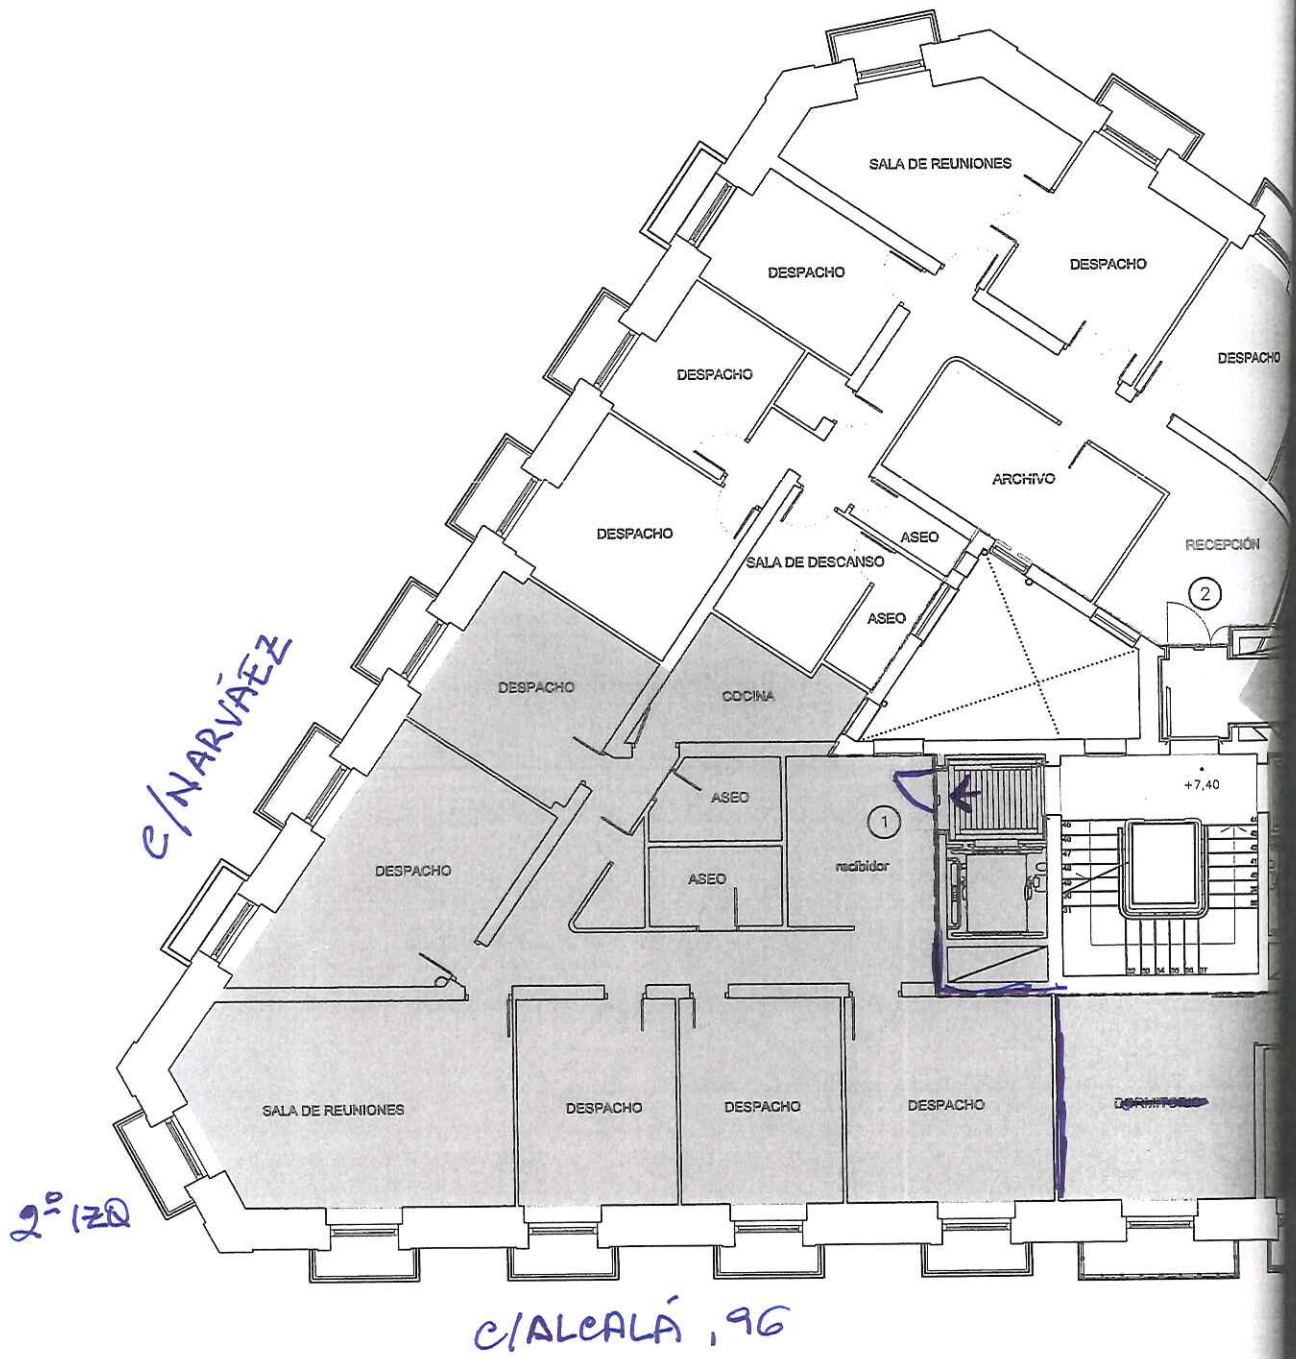 SALA DE REUNIONES
DESPACHO
DESPACHO
DESPACHO
DESPACHO
ARCHIVO
DESPACHO
ASEO
RECEPCIÓN
SALA DE DESCANSO
2
ASEO
C/NARVÁEZ
DESPACHO
COCINA
+7,40
ASEO
1
DESPACHO
ASEO
recibidor
SALA DE REUNIONES
DESPACHO
DESPACHO
DESPACHO
DORMITORIO
2º IZQ
C/ALCALÁ, 96